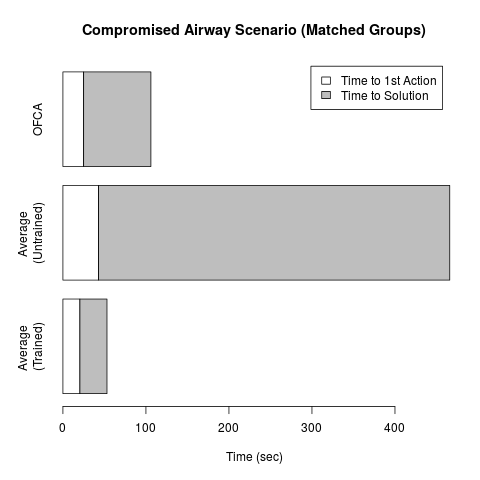 Compromised Airway Scenario (Matched Groups)
Time to 1st Action
Time to Solution
OFCA
Average
(Untrained)
Average
(Trained)
0 100 200 300 400
Time (sec)